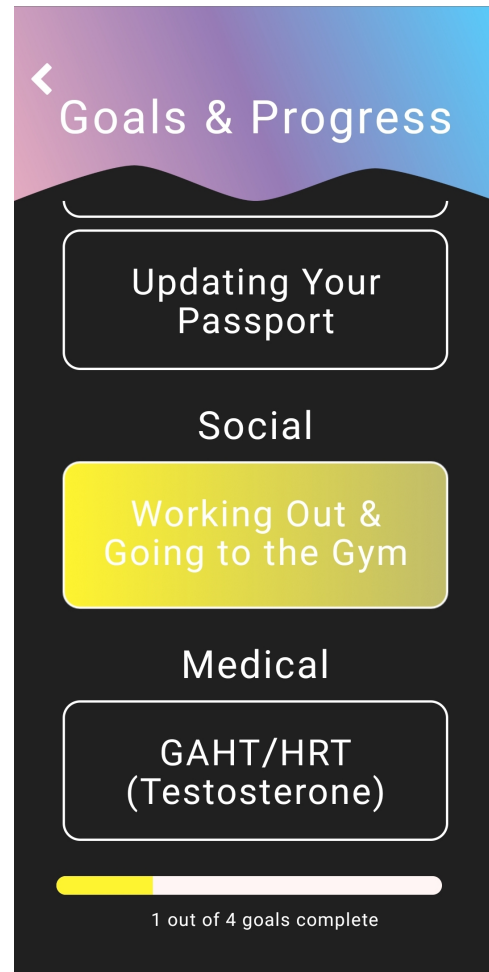 Goals & Progress
Updating Your
Passport
Social
Working Out &
Going to the Gym
Medical
GAHT/HRT
(Testosterone)
1 out of 4 goals complete